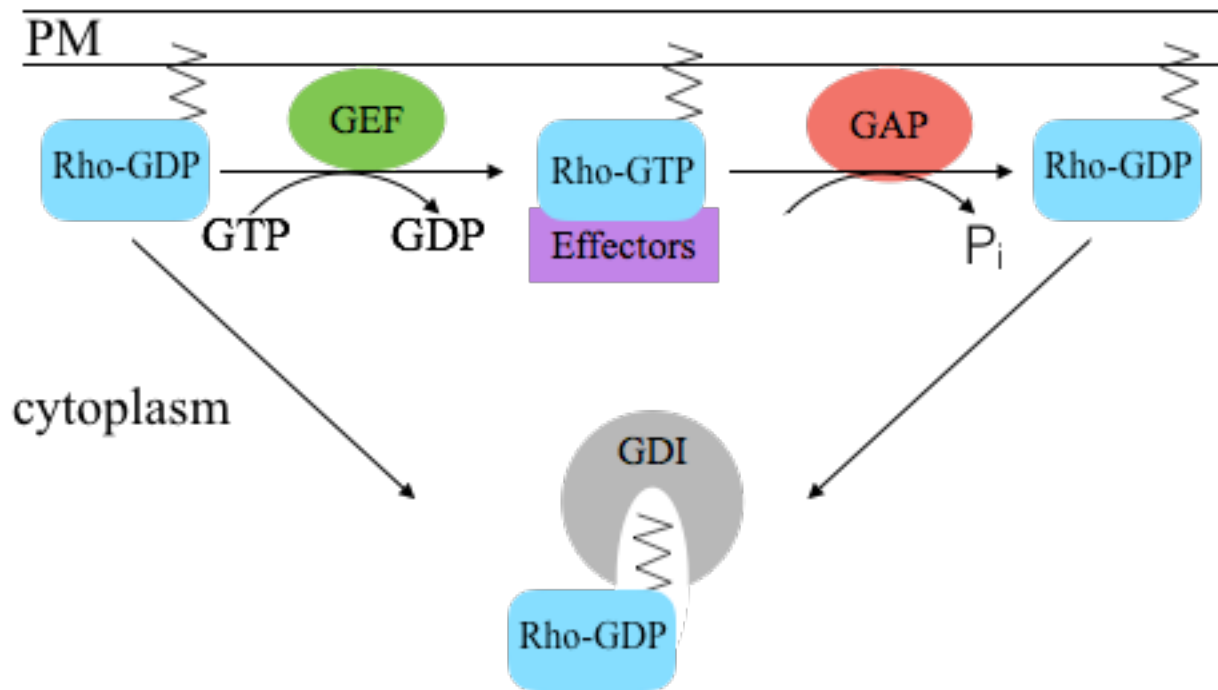 PM
GEF
GAP
Rho-GDP
Rho-GTP
Rho-GDP
GTP
GDP
Effectors
Pi
cytoplasm
GDI
Rho-GDP